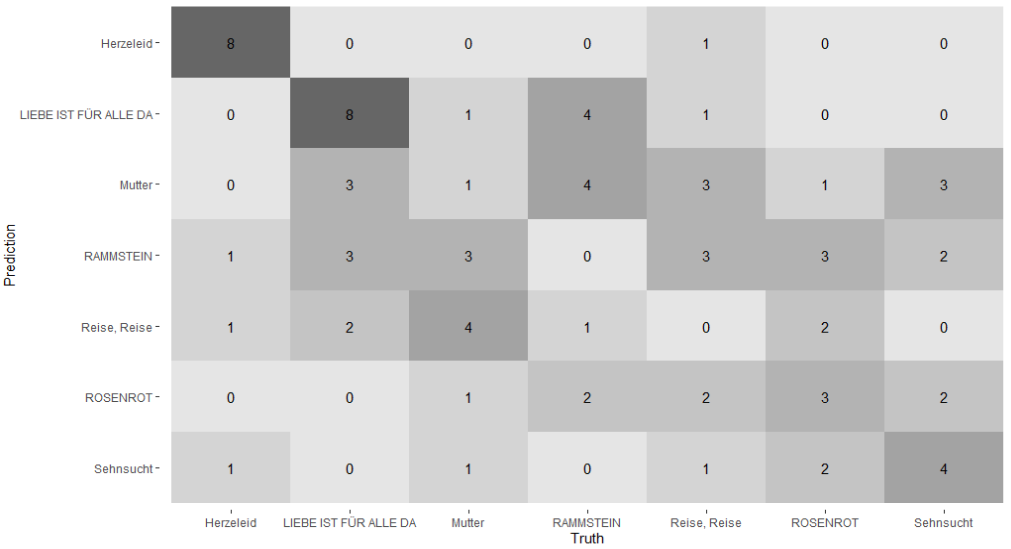 Herzeleid 8 0 0 0 1 0 0
LIEBE IST FÜR ALLE DA 0 8 1 4 1 0 0
Mutter 0 3 1 4 3 1 3
Prediction
RAMMSTEIN 1 3 3 0 3 3 2
Reise, Reise 1 2 4 1 0 2 0
ROSENROT 0 0 1 2 2 3 2
Sehnsucht 1 0 1 0 1 2 4
Herzeleid LIEBE IST FÜR ALLE DA Mutter RAMMSTEIN Reise, Reise ROSENROT Sehnsucht
Truth